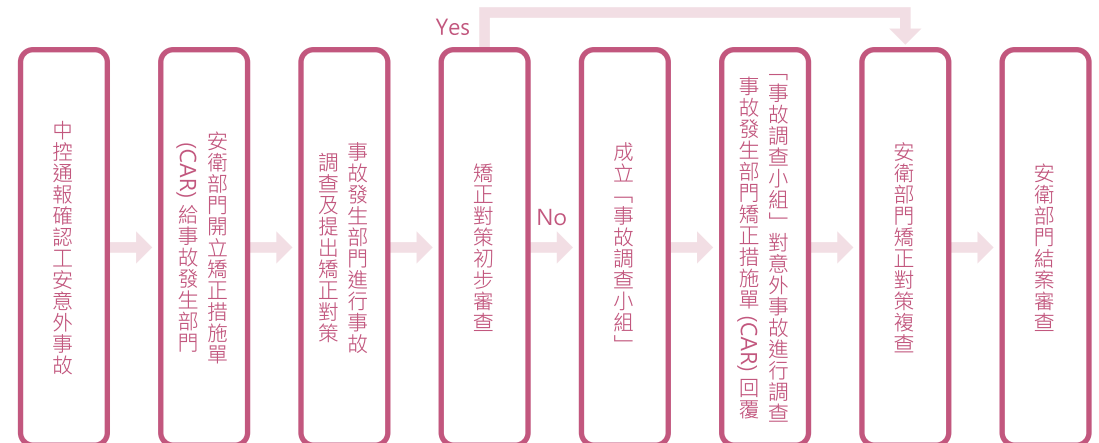 中控通報確認工安意外事故
安衛部門開立矯正措施單
(CAR) 給事故發生部門
事故發生部門進行事故
調查及提出矯正對策
矯正對策初步審查
Yes
No
成立「事故調查小組」
「事故調查小組」對意外事故進行調查
事故發生部門矯正措施單 (CAR) 回覆
安衛部門矯正對策複查
安衛部門結案審查